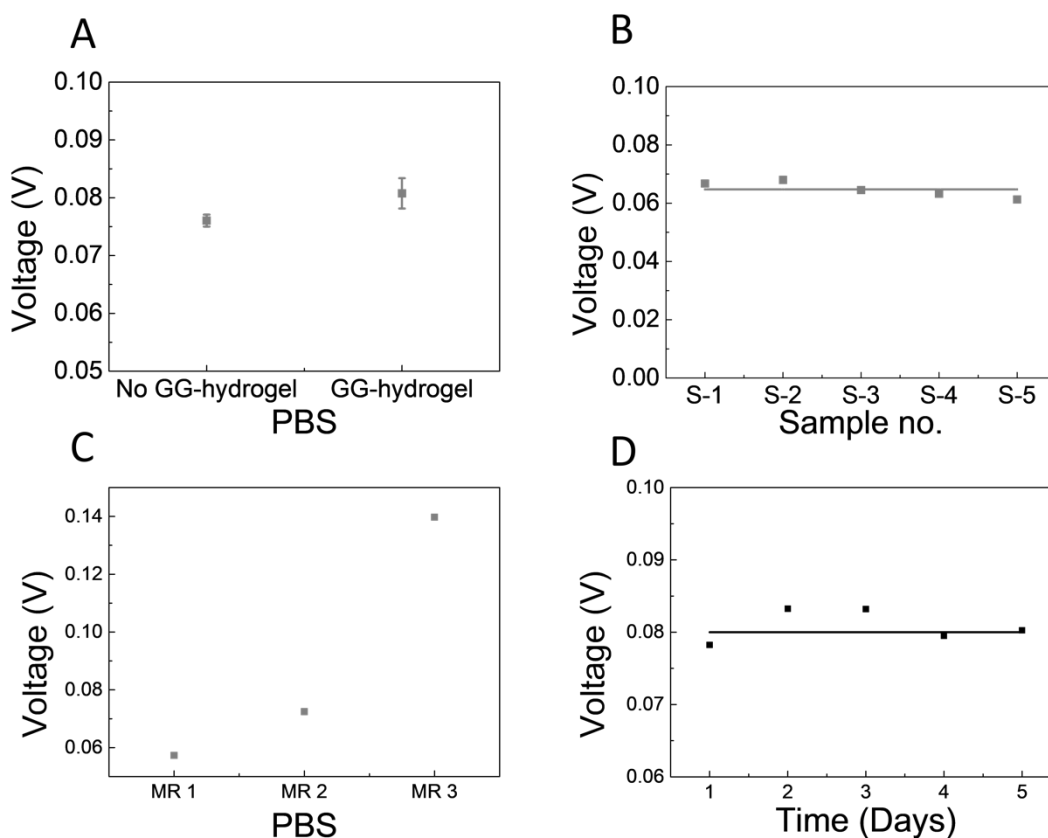 A
0.10
0.09
0.08
0.07
0.06
0.05
Voltage (V)
No GG-hydrogel GG-hydrogel
PBS
B
0.10
0.08
0.06
0.04
0.02
0.00
Voltage (V)
S-1 S-2 S-3 S-4 S-5
Sample no.
C
0.14
0.12
0.10
0.08
0.06
Voltage (V)
MR 1 MR 2 MR 3
PBS
D
0.10
0.09
0.08
0.07
0.06
Voltage (V)
1 2 3 4 5
Time (Days)